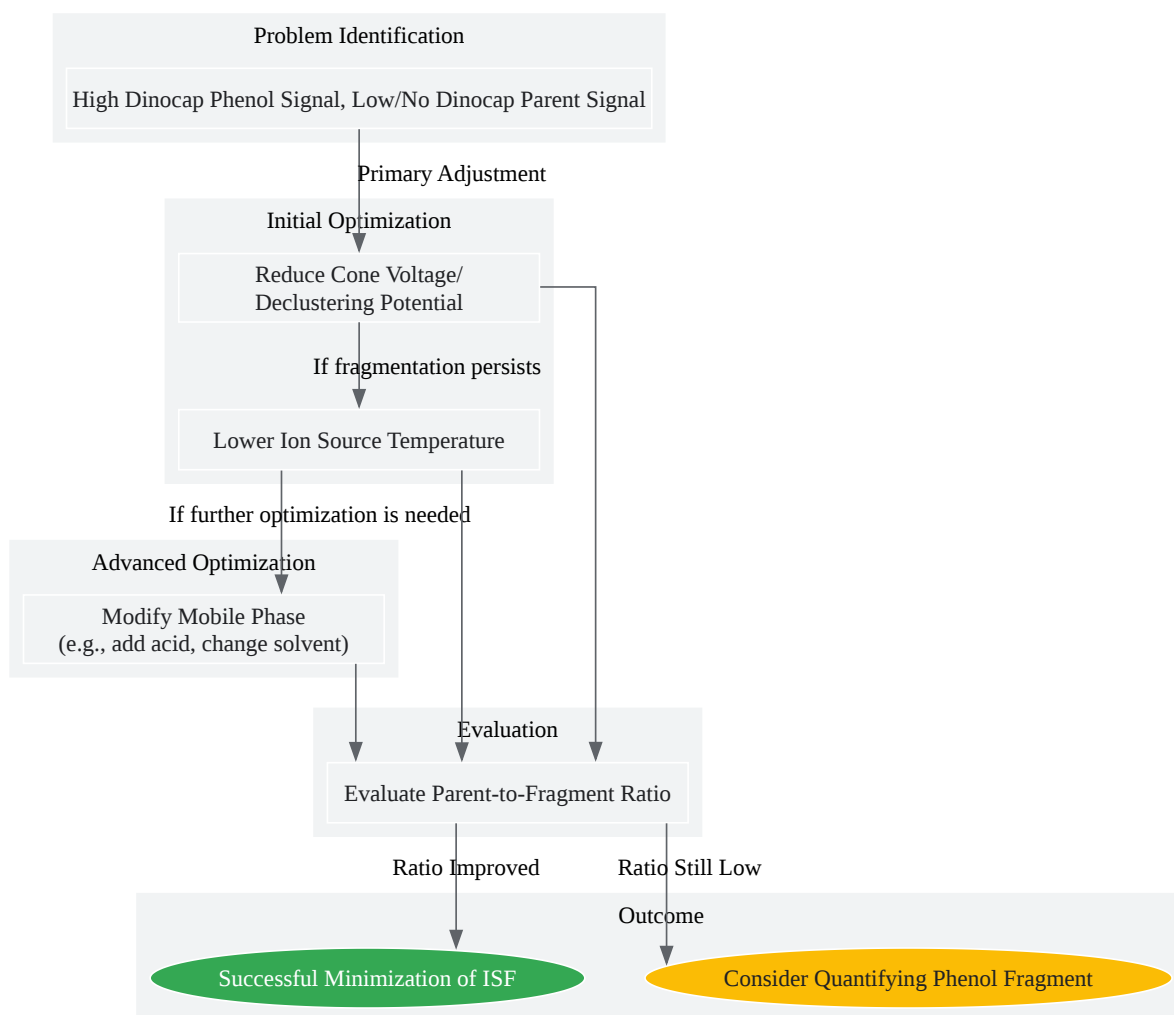 Problem Identification
High Dinocap Phenol Signal, Low/No Dinocap Parent Signal
Primary Adjustment
Initial Optimization
Reduce Cone Voltage/
Declustering Potential
If fragmentation persists
Lower Ion Source Temperature
If further optimization is needed
Advanced Optimization
Modify Mobile Phase
(e.g., add acid, change solvent)
Evaluation
Evaluate Parent-to-Fragment Ratio
Ratio Improved
Ratio Still Low
Outcome
Successful Minimization of ISF
Consider Quantifying Phenol Fragment